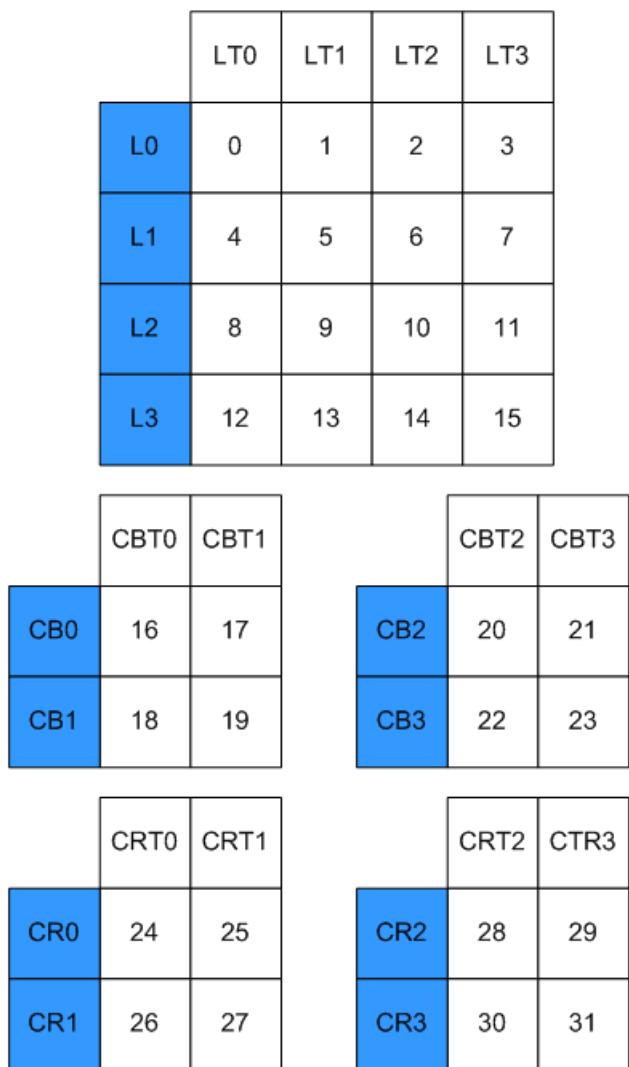 LT0 LT1 LT2 LT3
L0 0 1 2 3
L1 4 5 6 7
L2 8 9 10 11
L3 12 13 14 15
CBT0 CBT1 CBT2 CBT3
CB0 16 17 CB2 20 21
CB1 18 19 CB3 22 23
CRT0 CRT1 CRT2 CTR3
CR0 24 25 CR2 28 29
CR1 26 27 CR3 30 31